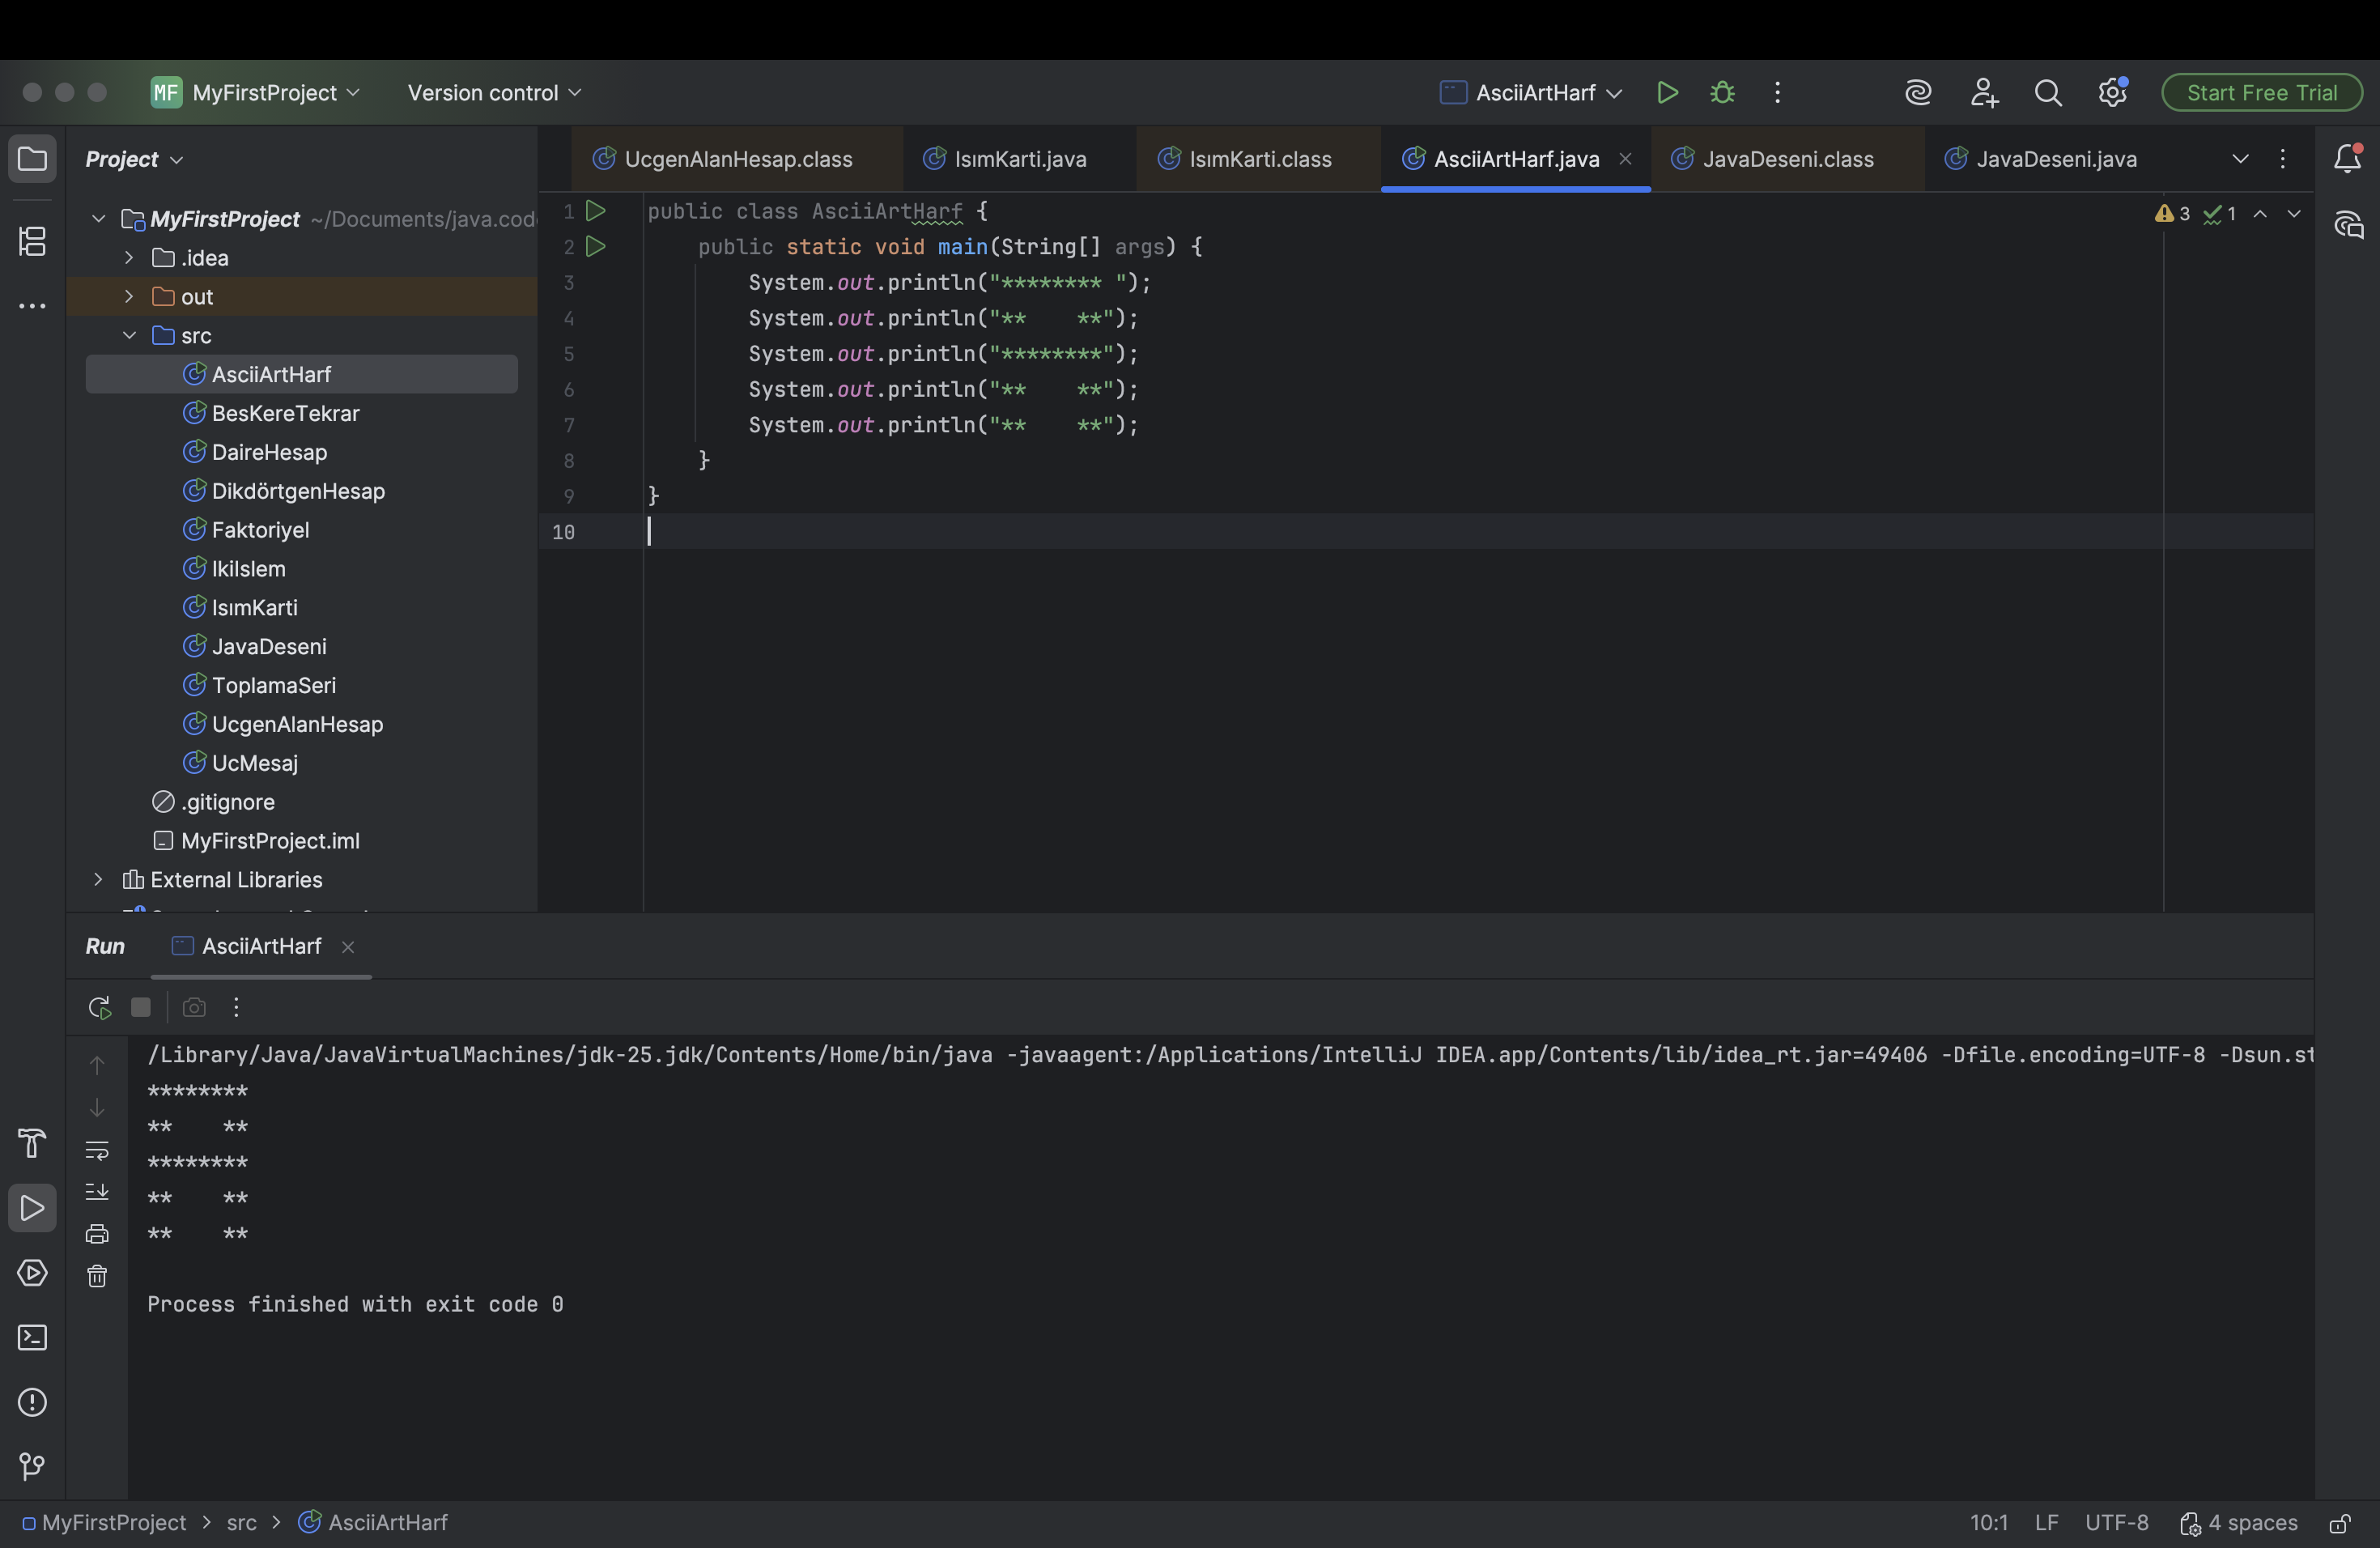 MF MyFirstProject Version control AsciiArtHarf Start Free Trial
Project
UcgenAlanHesap.class IsımKarti.java IsımKarti.class AsciiArtHarf.java JavaDeseni.class JavaDeseni.java
MyFirstProject ~/Documents/java.cod
.idea
out
src
AsciiArtHarf
BesKereTekrar
DaireHesap
DikdörtgenHesap
Faktoriyel
IkiIslem
IsımKarti
JavaDeseni
ToplamaSeri
UcgenAlanHesap
UcMesaj
.gitignore
MyFirstProject.iml
External Libraries
1 public class AsciiArtHarf {
2     public static void main(String[] args) {
3         System.out.println("******** ");
4         System.out.println("**    **");
5         System.out.println("********");
6         System.out.println("**    **");
7         System.out.println("**    **");
8     }
9 }
10
3 1
Run AsciiArtHarf
/Library/Java/JavaVirtualMachines/jdk-25.jdk/Contents/Home/bin/java -javaagent:/Applications/IntelliJ IDEA.app/Contents/lib/idea_rt.jar=49406 -Dfile.encoding=UTF-8 -Dsun.st
********
**    **
********
**    **
**    **
Process finished with exit code 0
MyFirstProject > src > AsciiArtHarf 10:1 LF UTF-8 4 spaces